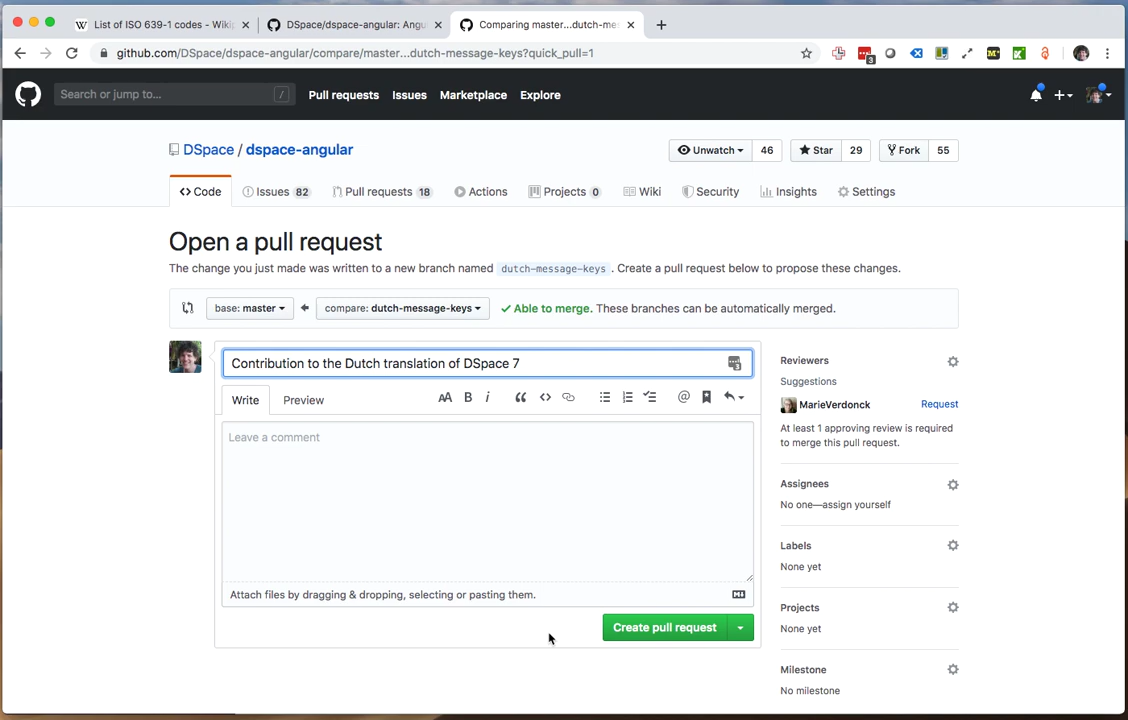 List of ISO 639-1 codes - Wiki
DSpace/dspace-angular: Angu
Comparing master...dutch-me
github.com/DSpace/dspace-angular/compare/master...dutch-message-keys?quick_pull=1
Search or jump to...
/
Pull requests
Issues
Marketplace
Explore
DSpace / dspace-angular
Unwatch
46
Star
29
Fork
55
Code
Issues 82
Pull requests 18
Actions
Projects 0
Wiki
Security
Insights
Settings
Open a pull request
The change you just made was written to a new branch named dutch-message-keys . Create a pull request below to propose these changes.
base: master
compare: dutch-message-keys
Able to merge. These branches can be automatically merged.
Contribution to the Dutch translation of DSpace 7
Write
Preview
AA B i
@
Leave a comment
Attach files by dragging & dropping, selecting or pasting them.
Create pull request
Reviewers
Suggestions
MarieVerdonck
Request
At least 1 approving review is required
to merge this pull request.
Assignees
No one—assign yourself
Labels
None yet
Projects
None yet
Milestone
No milestone